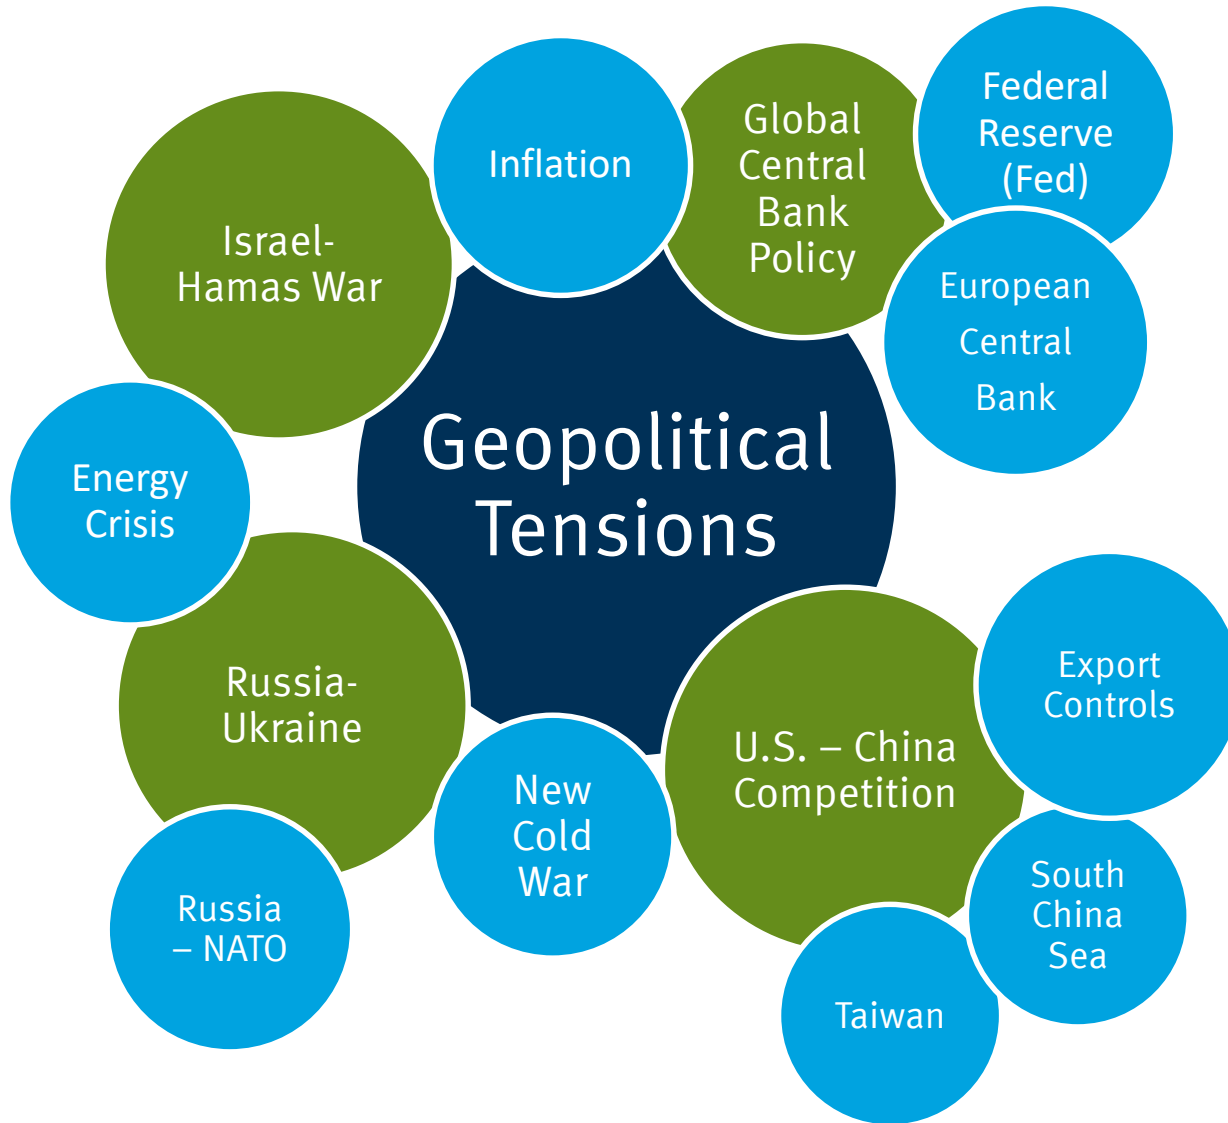 Federal
Reserve
(Fed)
Global
Central
Bank
Policy
Inflation
Israel-
Hamas War
European
Central
Bank
Geopolitical
Tensions
Energy
Crisis
Export
Controls
Russia-
Ukraine
U.S. – China
Competition
New
Cold
War
South
China
Sea
Russia
– NATO
Taiwan